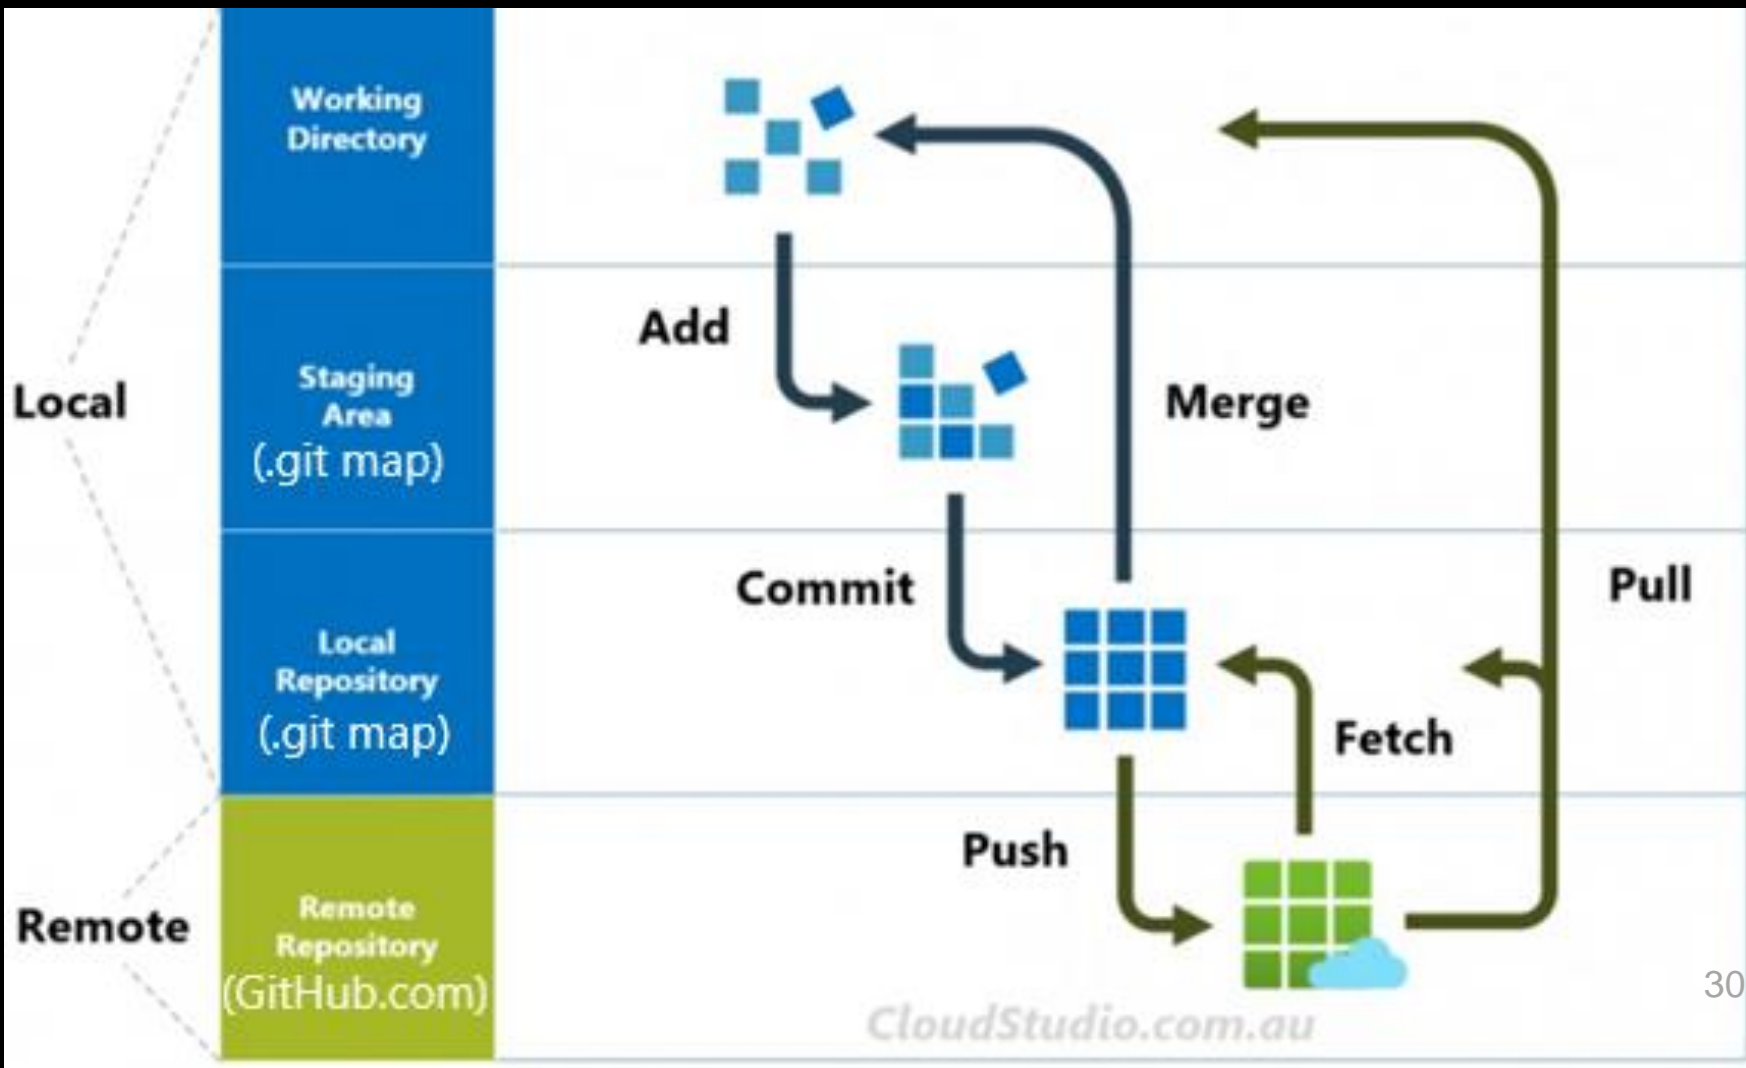 Working
Directory
Add
Local
Staging
Area
(.git map)
Merge
Commit
Pull
Local
Repository
(.git map)
Fetch
Push
Remote
Remote
Repository
(GitHub.com)
30
CloudStudio.com.au